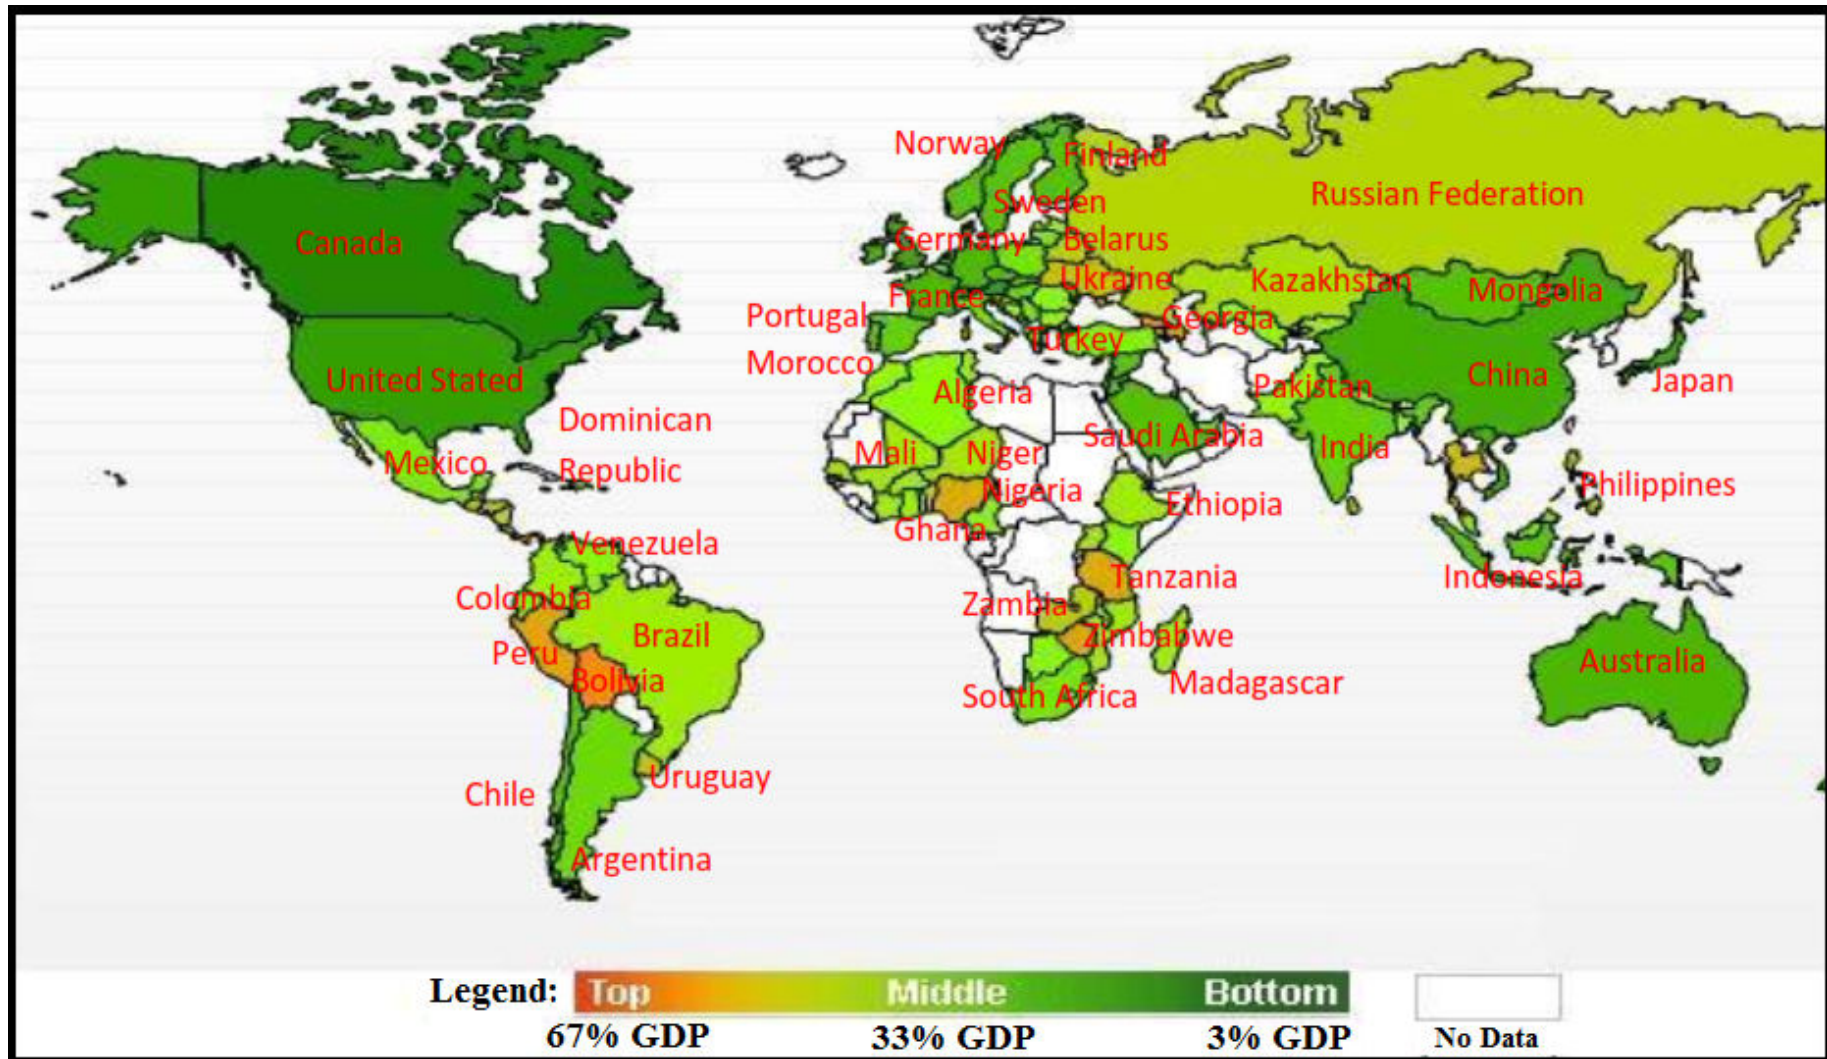 Norway
Finland
Russian Federation
Sweden
Canada
Germany
Belarus
Ukraine
Kazakhstan
Mongolia
France
Portugal
Georgia
Turkey
Morocco
United Stated
Algeria
Pakistan
China
Japan
Dominican
Republic
Saudi Arabia
India
Mali
Niger
Mexico
Nigeria
Philippines
Ethiopia
Ghana
Venezuela
Tanzania
Indonesia
Colombia
Zambia
Brazil
Zimbabwe
Peru
Australia
Bolivia
Madagascar
South Africa
Uruguay
Chile
Argentina
Legend: Top Middle Bottom
67% GDP 33% GDP 3% GDP No Data